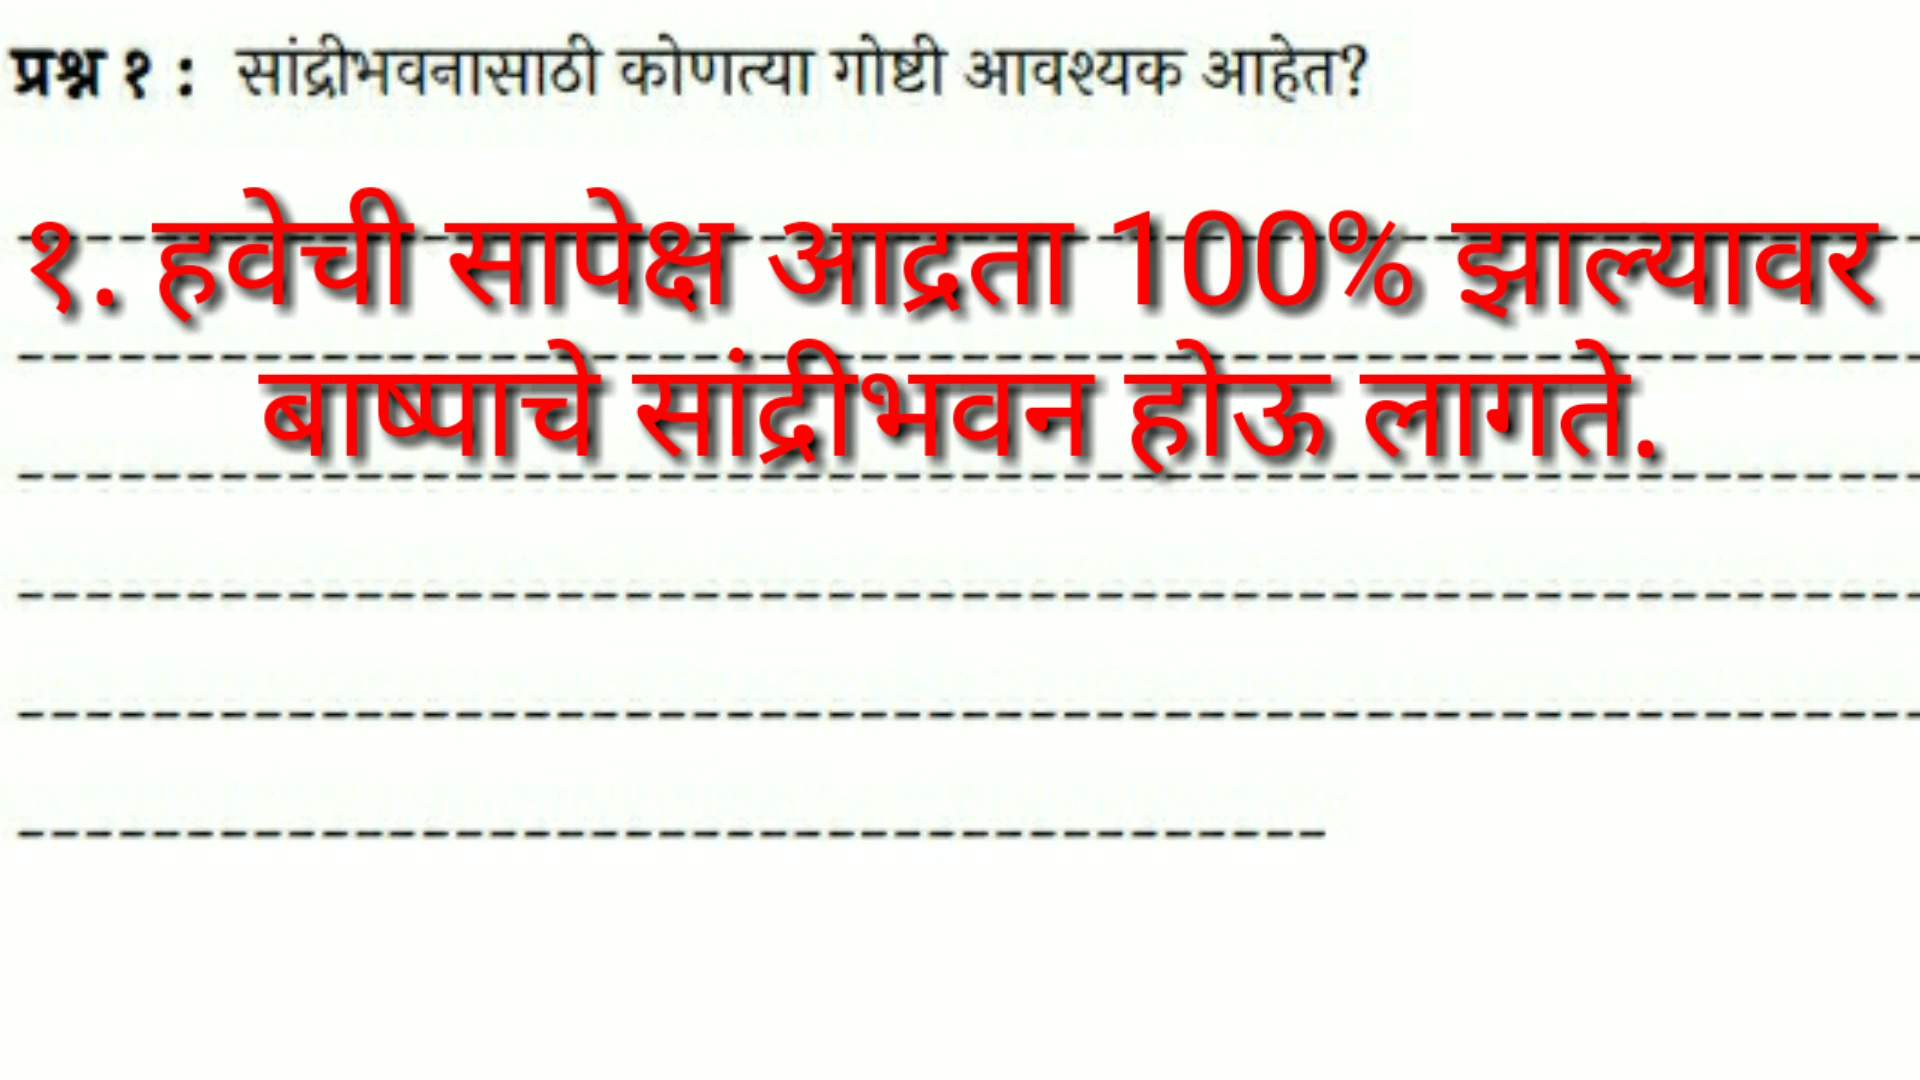 प्रश्न १ : सांद्रीभवनासाठी कोणत्या गोष्टी आवश्यक आहेत?
१. हवेची सापेक्ष आद्रता 100% झाल्यावर
बाष्पाचे सांद्रीभवन होऊ लागते.